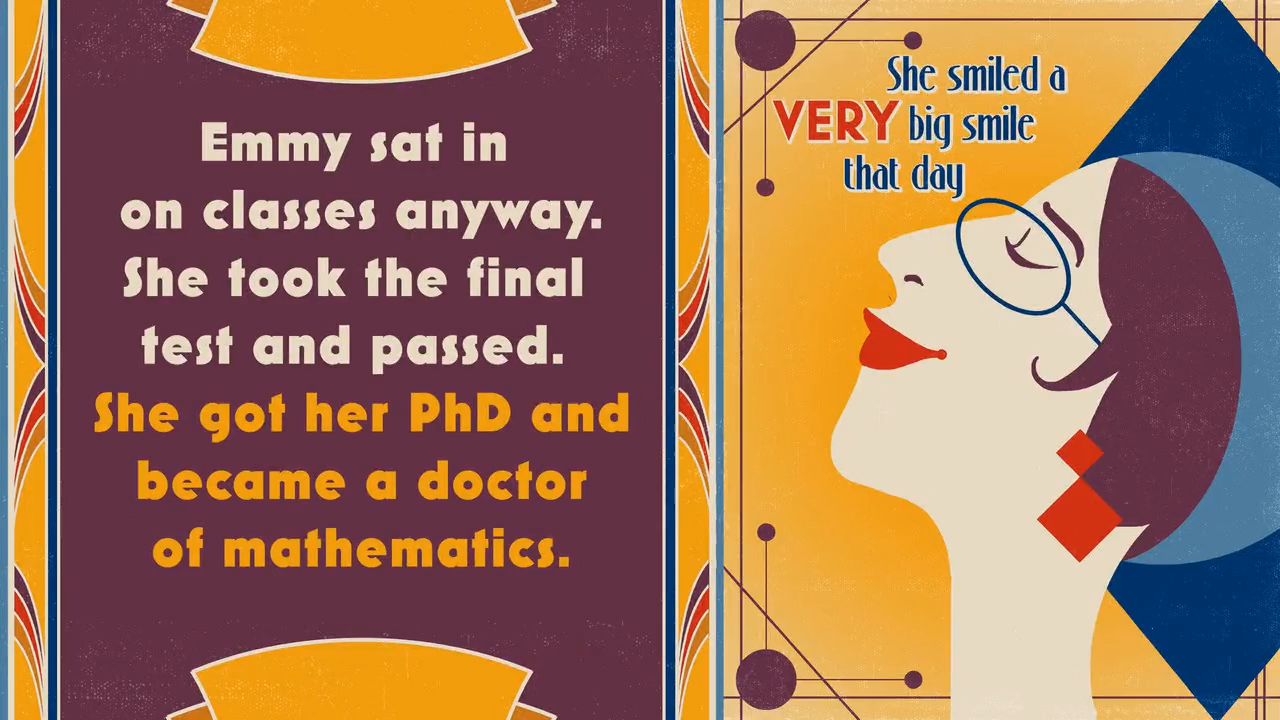 Emmy sat in
on classes anyway.
She took the final
test and passed.
She got her PhD and
became a doctor
of mathematics.
She smiled a
VERY big smile
that day